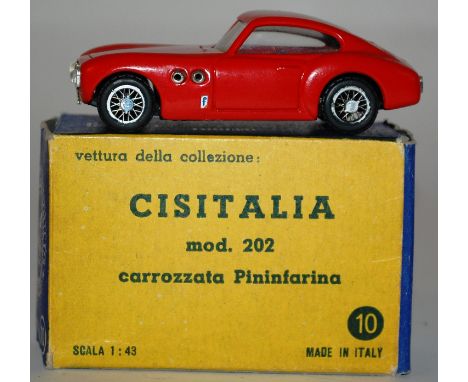 vettura della collezione:
CISITALIA
mod. 202
carrozzata Pininfarina
10
SCALA 1:43
MADE IN ITALY